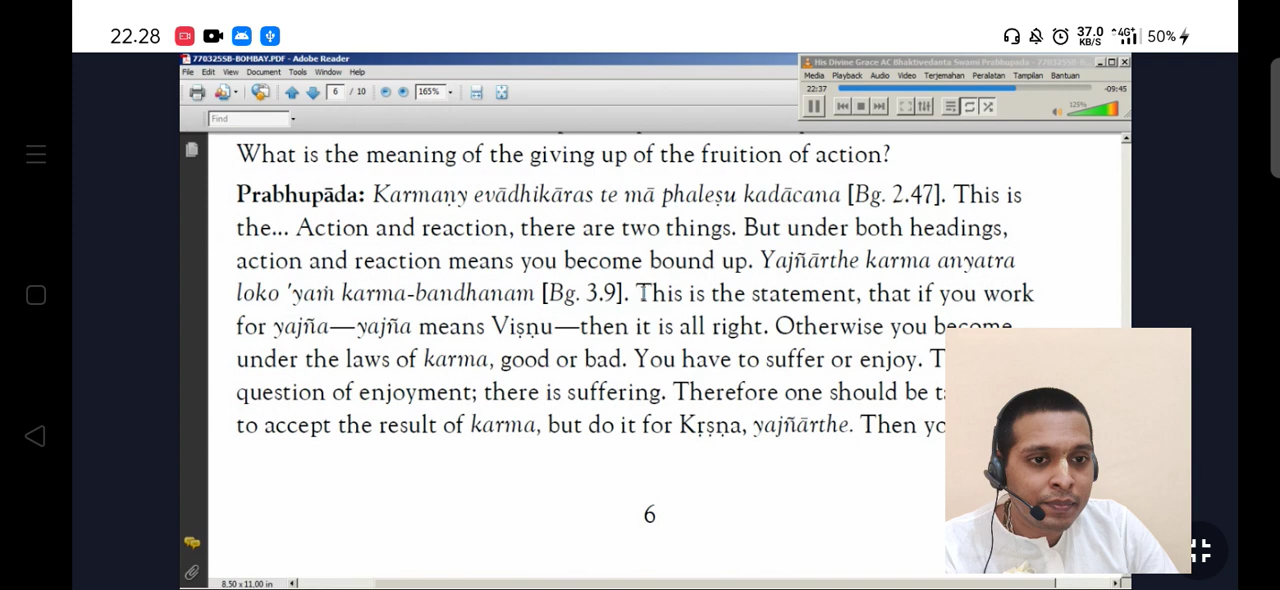 22.28
37.0 KB/S 4G+ 50%
770325SB-BOMBAY.PDF - Adobe Reader
His Divine Grace AC Bhaktivedanta Swami Prabhupada - 770325SB-B...
File Edit View Document Tools Window Help
Media Playback Audio Video Terjemahan Peralatan Tampilan Bantuan
22:37 -09:45
6 / 10 165%
125%
Find
What is the meaning of the giving up of the fruition of action?
Prabhupāda: Karmaṇy evādhikāras te mā phaleṣu kadācana [Bg. 2.47]. This is
the... Action and reaction, there are two things. But under both headings,
action and reaction means you become bound up. Yajñārthe karma anyatra
loko 'yaṁ karma-bandhanam [Bg. 3.9]. This is the statement, that if you work
for yajña—yajña means Viṣṇu—then it is all right. Otherwise you become
under the laws of karma, good or bad. You have to suffer or enjoy.
question of enjoyment; there is suffering. Therefore one should be
to accept the result of karma, but do it for Kṛṣṇa, yajñārthe. Then
6
8,50 x 11,00 in